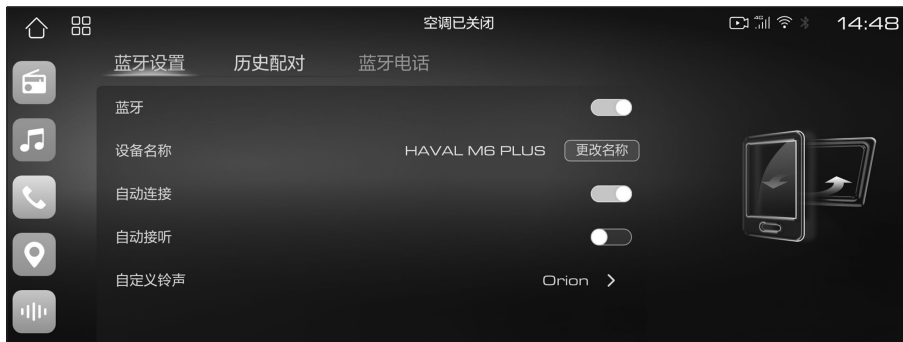 空调已关闭
4G
14:48
蓝牙设置 历史配对 蓝牙电话
蓝牙
设备名称 HAVAL M6 PLUS 更改名称
自动连接
自动接听
自定义铃声 Orion